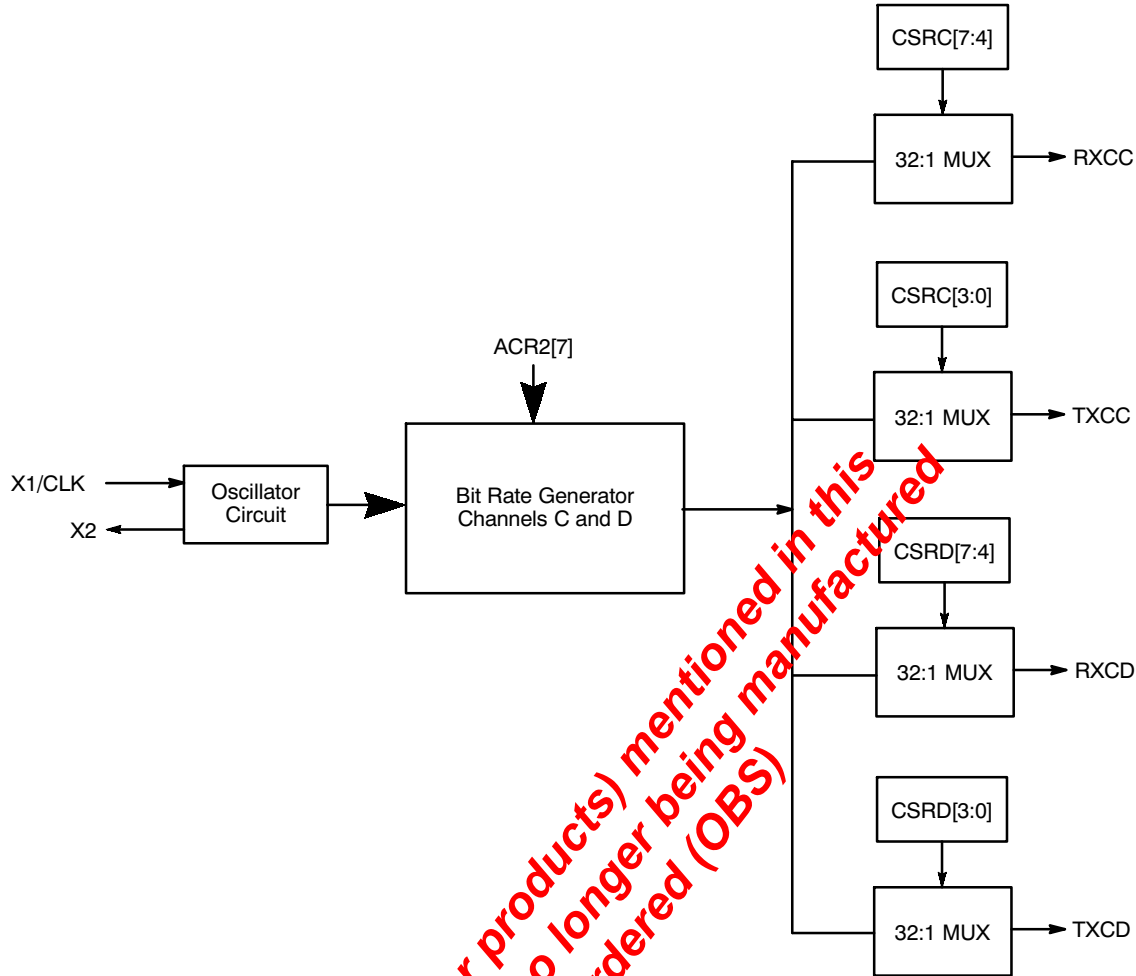 CSRC[7:4]
32:1 MUX
RXCC
CSRC[3:0]
ACR2[7]
32:1 MUX
TXCC
X1/CLK
X2
Oscillator
Circuit
Bit Rate Generator
Channels C and D
CSRD[7:4]
32:1 MUX
RXCD
CSRD[3:0]
32:1 MUX
TXCD
products) mentioned in this
longer being manufactured
(OBS)